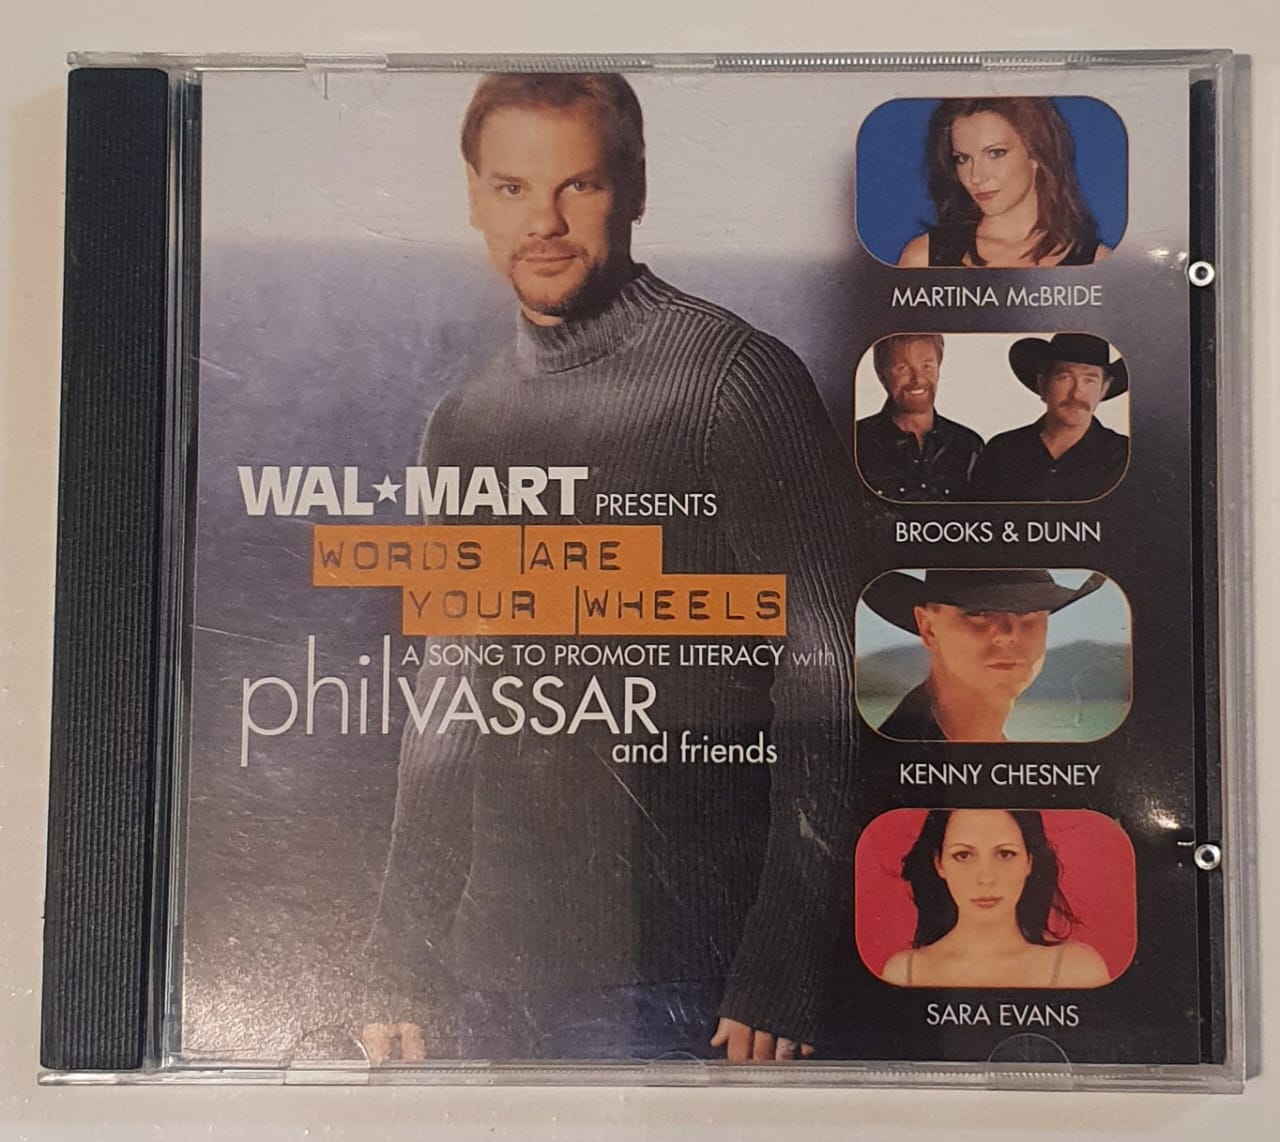 WAL★MART PRESENTS
WORDS ARE
YOUR WHEELS
A SONG TO PROMOTE LITERACY with
philVASSAR
and friends
MARTINA McBRIDE
BROOKS & DUNN
KENNY CHESNEY
SARA EVANS